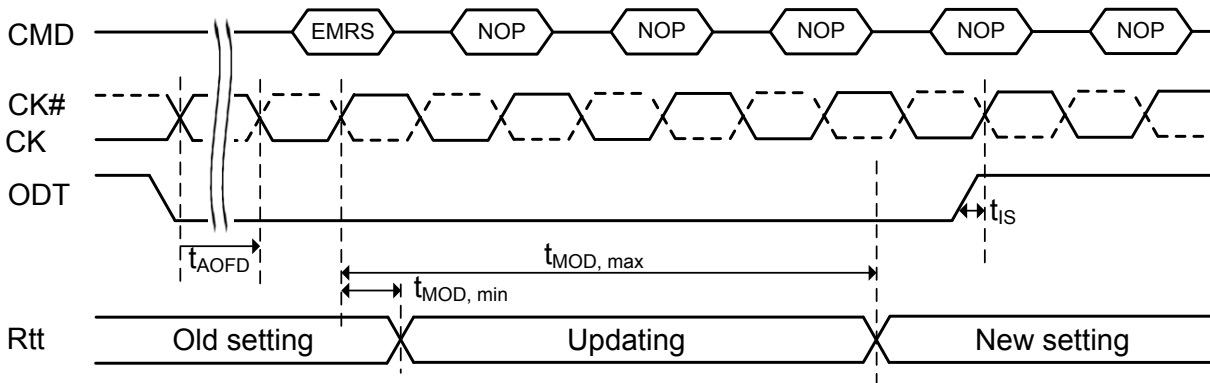 CMD EMRS NOP NOP NOP NOP NOP
CK#
CK
ODT
tIS
tAOFD
tMOD, max
tMOD, min
Rtt Old setting Updating New setting